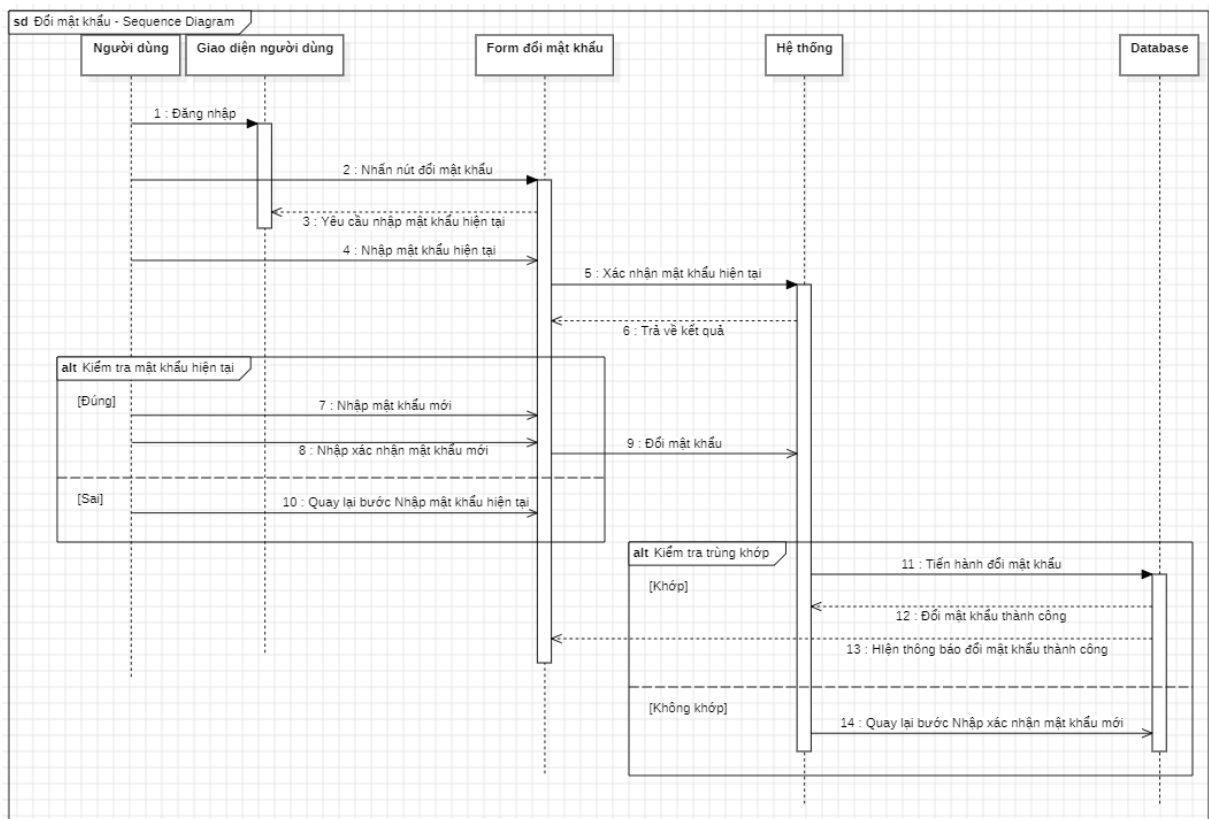 sd Đổi mật khẩu - Sequence Diagram
Người dùng
Giao diện người dùng
Form đổi mật khẩu
Hệ thống
Database
1 : Đăng nhập
2 : Nhấn nút đổi mật khẩu
3 : Yêu cầu nhập mật khẩu hiện tại
4 : Nhập mật khẩu hiện tại
5 : Xác nhận mật khẩu hiện tại
6 : Trả về kết quả
alt Kiểm tra mật khẩu hiện tại
[Đúng]
7 : Nhập mật khẩu mới
8 : Nhập xác nhận mật khẩu mới
9 : Đổi mật khẩu
[Sai]
10 : Quay lại bước Nhập mật khẩu hiện tại
alt Kiểm tra trùng khớp
11 : Tiến hành đổi mật khẩu
[Khớp]
12 : Đổi mật khẩu thành công
13 : HIện thông báo đổi mật khẩu thành công
[Không khớp]
14 : Quay lại bước Nhập xác nhận mật khẩu mới